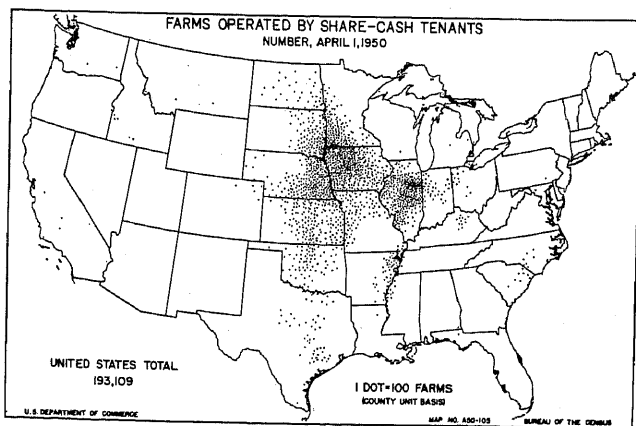 FARMS OPERATED BY SHARE-CASH TENANTS
NUMBER, APRIL 1, 1950
UNITED STATES TOTAL
193,109
1 DOT=100 FARMS
(COUNTY UNIT BASIS)
U.S. DEPARTMENT OF COMMERCE
MAP NO. A50-103
BUREAU OF THE CENSUS